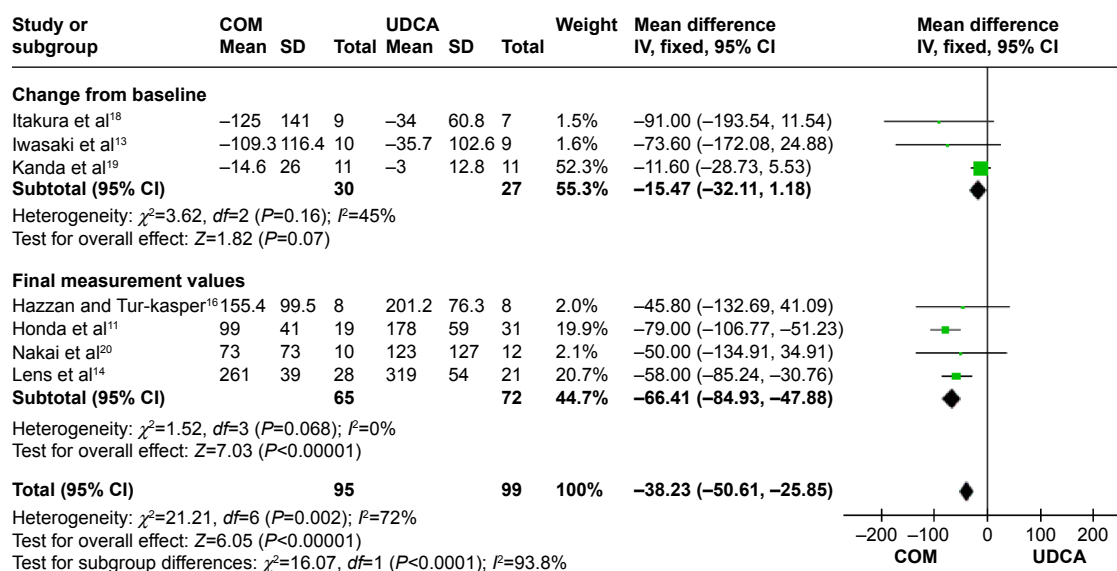 Study or subgroup COM UDCA Weight Mean difference Mean difference
Mean SD Total Mean SD Total IV, fixed, 95% CI IV, fixed, 95% CI
Change from baseline
Itakura et al¹⁸ –125 141 9 –34 60.8 7 1.5% –91.00 (–193.54, 11.54)
Iwasaki et al¹³ –109.3 116.4 10 –35.7 102.6 9 1.6% –73.60 (–172.08, 24.88)
Kanda et al¹⁹ –14.6 26 11 –3 12.8 11 52.3% –11.60 (–28.73, 5.53)
Subtotal (95% CI) 30 27 55.3% –15.47 (–32.11, 1.18)
Heterogeneity: χ²=3.62, df=2 (P=0.16); I²=45%
Test for overall effect: Z=1.82 (P=0.07)
Final measurement values
Hazzan and Tur-kasper¹⁶ 155.4 99.5 8 201.2 76.3 8 2.0% –45.80 (–132.69, 41.09)
Honda et al¹¹ 99 41 19 178 59 31 19.9% –79.00 (–106.77, –51.23)
Nakai et al²⁰ 73 73 10 123 127 12 2.1% –50.00 (–134.91, 34.91)
Lens et al¹⁴ 261 39 28 319 54 21 20.7% –58.00 (–85.24, –30.76)
Subtotal (95% CI) 65 72 44.7% –66.41 (–84.93, –47.88)
Heterogeneity: χ²=1.52, df=3 (P=0.068); I²=0%
Test for overall effect: Z=7.03 (P<0.00001)
Total (95% CI) 95 99 100% –38.23 (–50.61, –25.85)
Heterogeneity: χ²=21.21, df=6 (P=0.002); I²=72%
Test for overall effect: Z=6.05 (P<0.00001)
Test for subgroup differences: χ²=16.07, df=1 (P<0.0001); I²=93.8%
–200 –100 0 100 200
COM UDCA